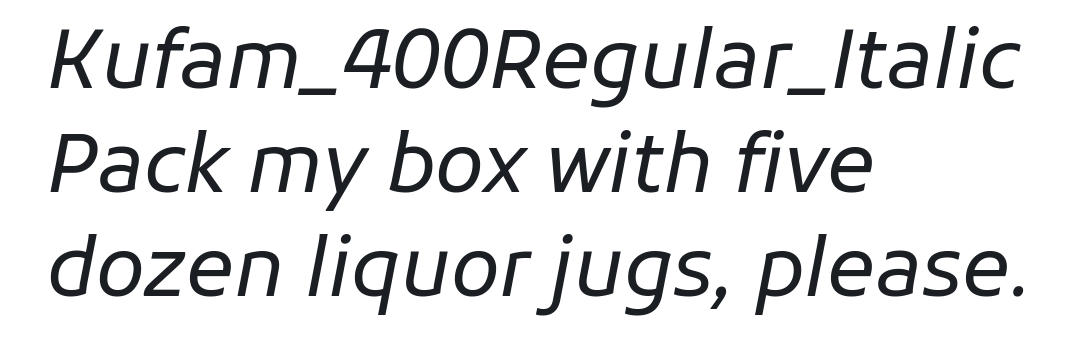 Kufam_400Regular_Italic
Pack my box with five
dozen liquor jugs, please.